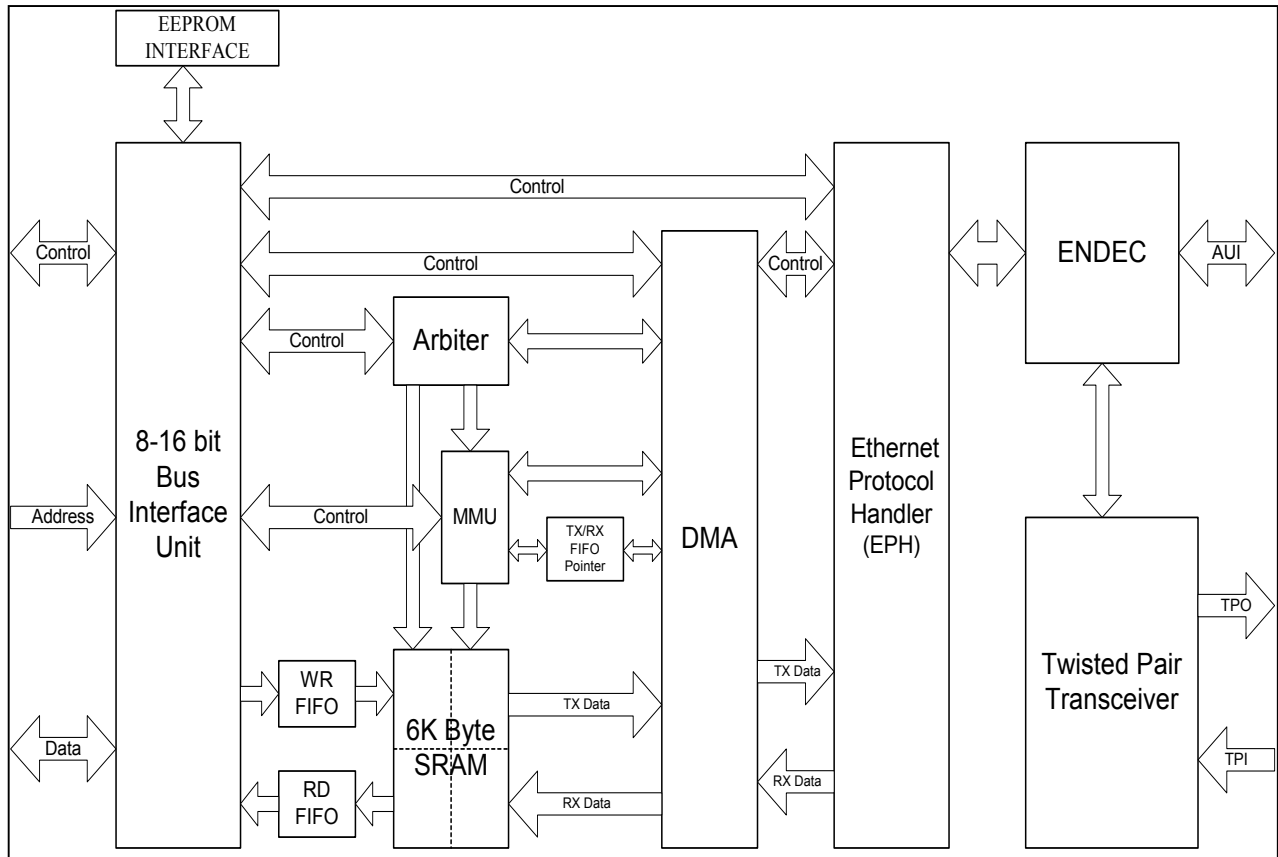 EEPROM
INTERFACE
Control
Control
Control
Control
ENDEC
AUI
Control
Arbiter
8-16 bit
Bus
Interface
Unit
Ethernet
Protocol
Handler
(EPH)
Address
Control
MMU
TX/RX
FIFO
Pointer
DMA
TPO
WR
FIFO
TX Data
TX Data
Twisted Pair
Transceiver
6K Byte
SRAM
Data
RD
FIFO
RX Data
RX Data
TPI